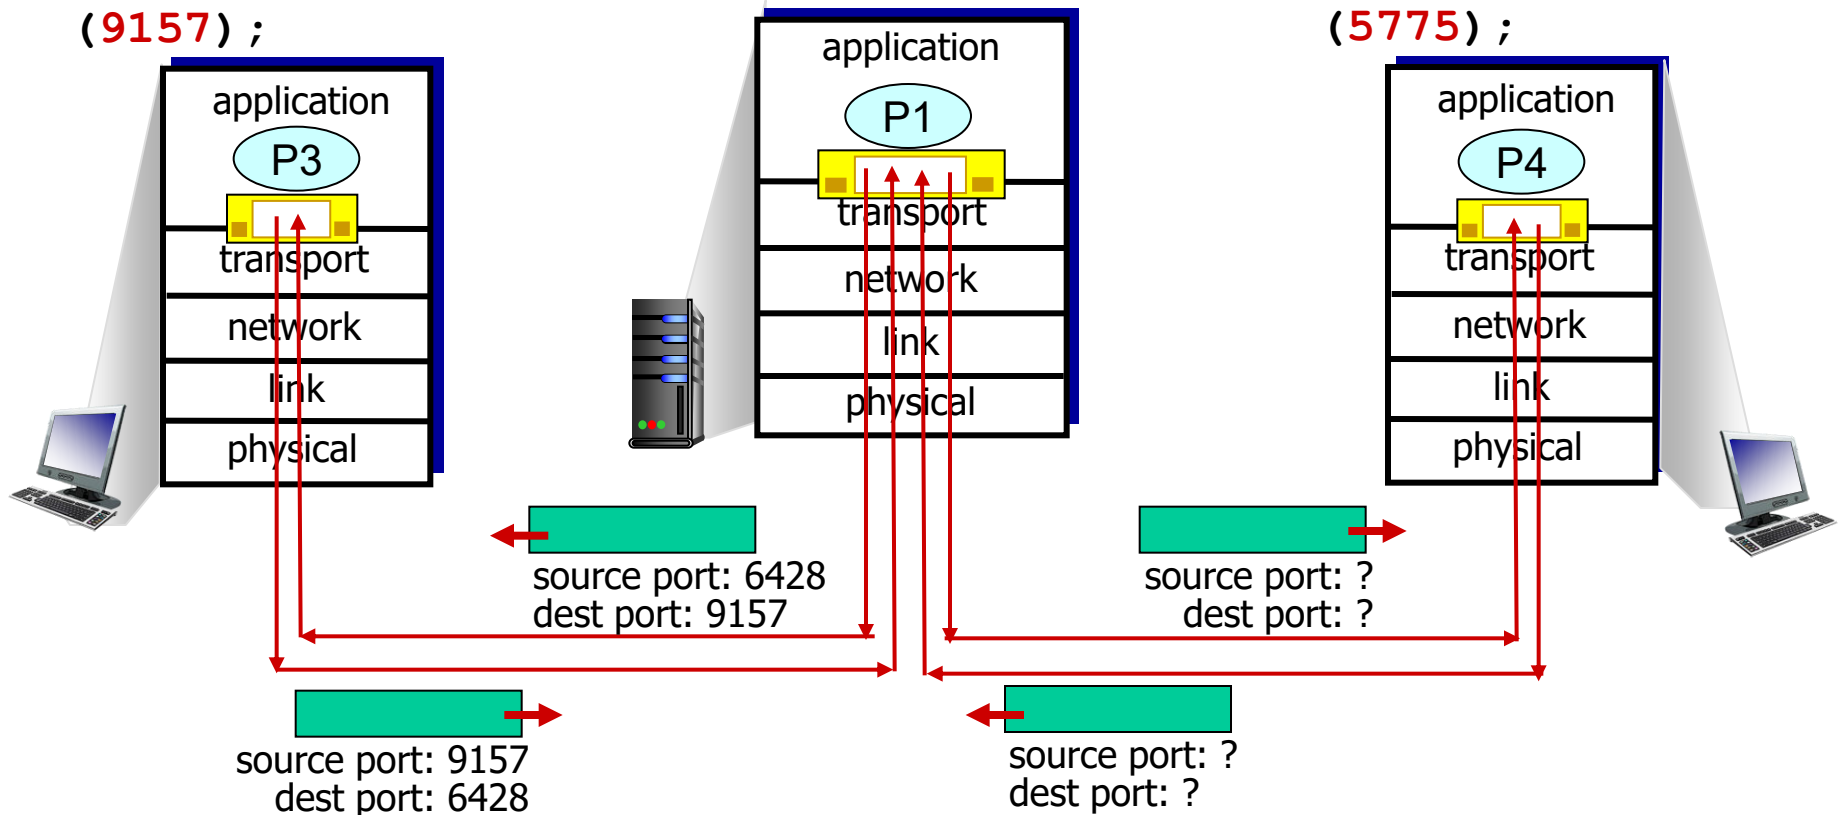 (9157);
application
P3
transport
network
link
physical
application
P1
transport
network
link
physical
(5775);
application
P4
transport
network
link
physical
source port: 6428
dest port: 9157
source port: ?
dest port: ?
source port: 9157
dest port: 6428
source port: ?
dest port: ?